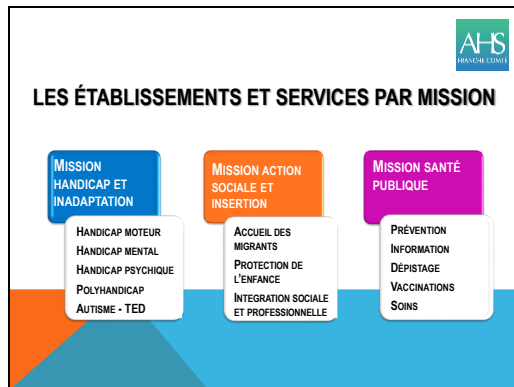 AHS
FRANCHE-COMTÉ
LES ÉTABLISSEMENTS ET SERVICES PAR MISSION
MISSION
HANDICAP ET
INADAPTATION
HANDICAP MOTEUR
HANDICAP MENTAL
HANDICAP PSYCHIQUE
POLYHANDICAP
AUTISME - TED
MISSION ACTION
SOCIALE ET
INSERTION
ACCUEIL DES
MIGRANTS
PROTECTION DE
L'ENFANCE
INTEGRATION SOCIALE
ET PROFESSIONNELLE
MISSION SANTÉ
PUBLIQUE
PRÉVENTION
INFORMATION
DÉPISTAGE
VACCINATIONS
SOINS